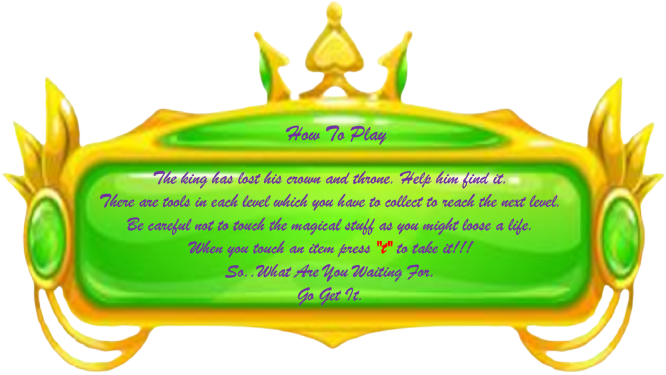 How To Play
The king has lost his crown and throne. Help him find it.
There are tools in each level which you have to collect to reach the next level.
Be careful not to touch the magical stuff as you might loose a life.
When you touch an item press "t" to take it!!!
So..What Are You Waiting For.
Go Get It.